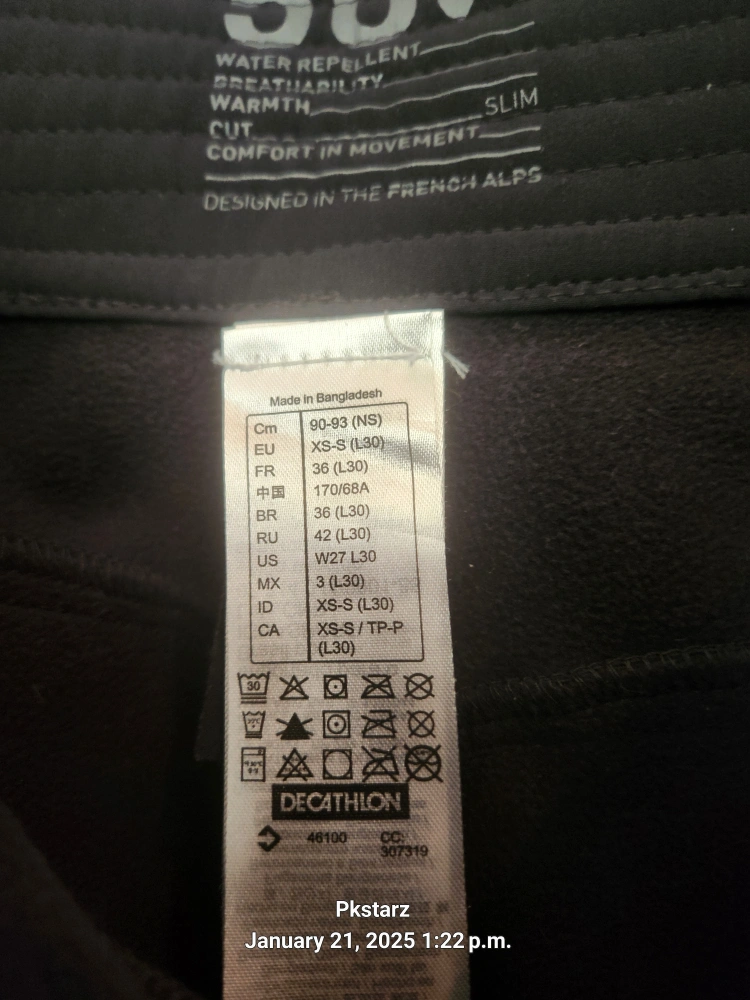 WATER REPELLENT
BREATHABILITY
WARMTH
CUT SLIM
COMFORT IN MOVEMENT
DESIGNED IN THE FRENCH ALPS
Made in Bangladesh
Cm 90-93 (NS)
EU XS-S (L30)
FR 36 (L30)
中国 170/68A
BR 36 (L30)
RU 42 (L30)
US W27 L30
MX 3 (L30)
ID XS-S (L30)
CA XS-S / TP-P
(L30)
30
DECATHLON
46100 CC:
307319
Pkstarz
January 21, 2025 1:22 p.m.